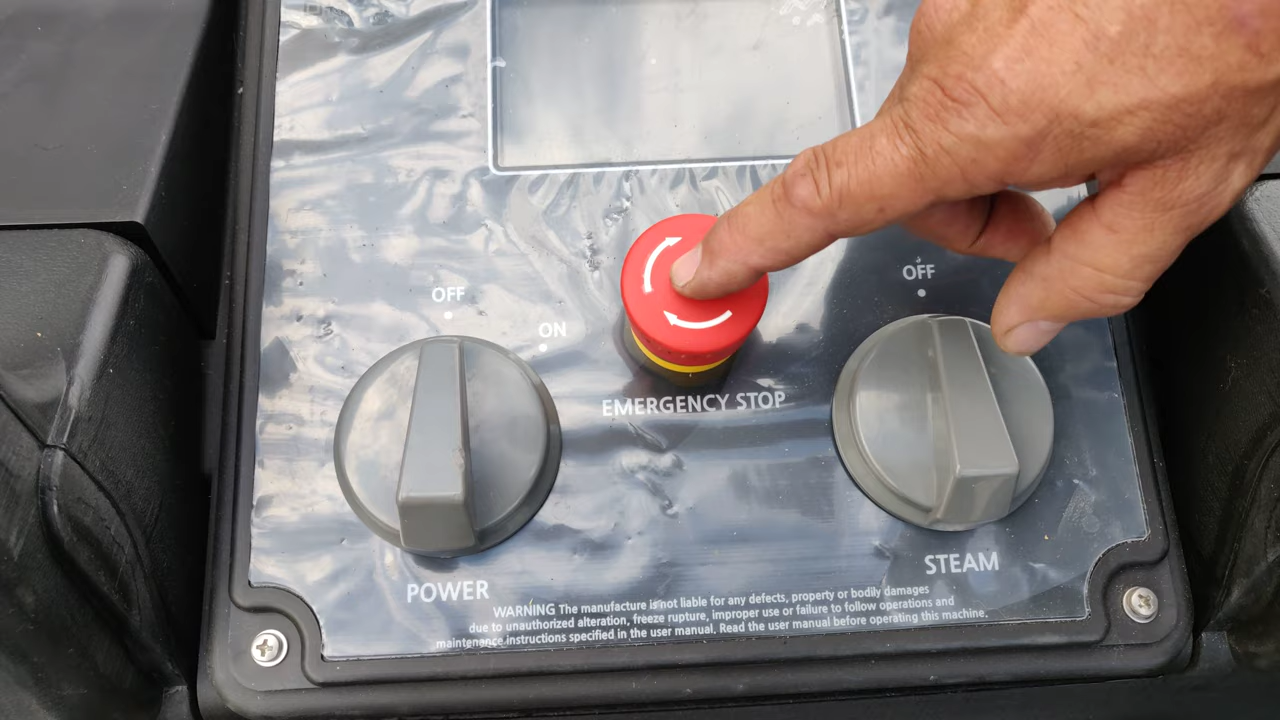 OFF
ON
OFF
EMERGENCY STOP
POWER
STEAM
WARNING The manufacture is not liable for any defects, property or bodily damages
due to unauthorized alteration, freeze rupture, improper use or failure to follow operations and
maintenance instructions specified in the user manual. Read the user manual before operating this machine.